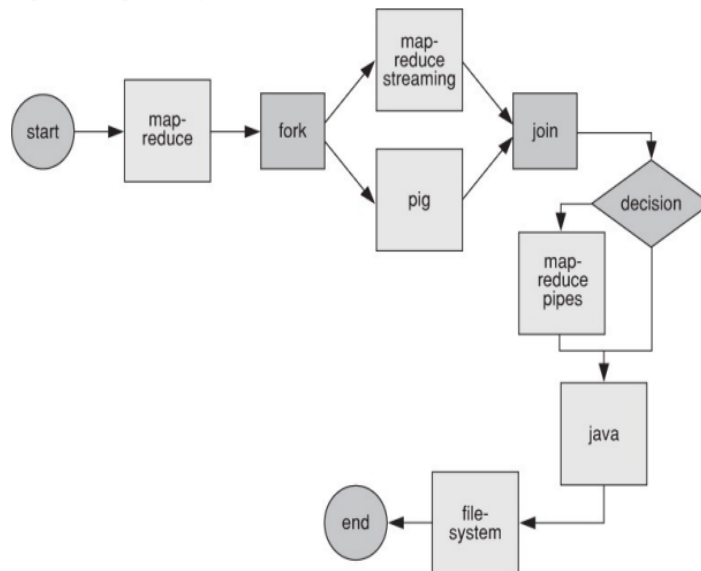 start
map-
reduce
fork
map-
reduce
streaming
pig
join
decision
map-
reduce
pipes
java
file-
system
end